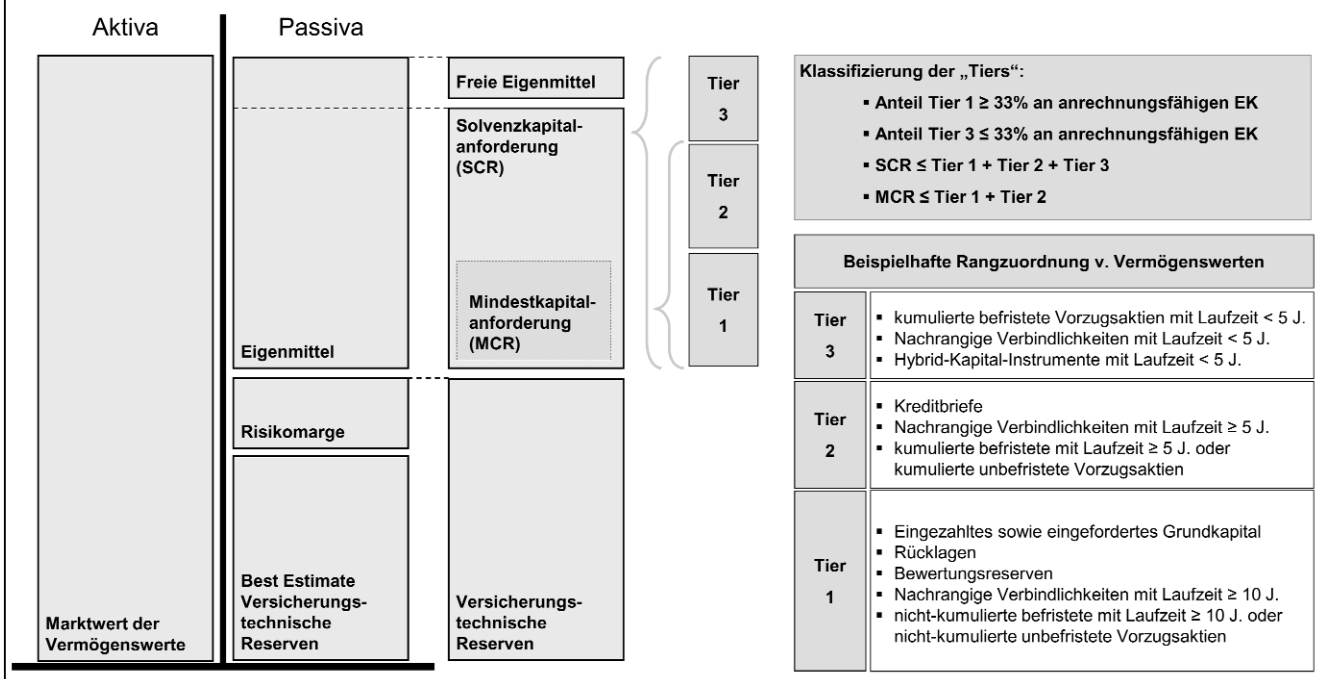 Aktiva
Passiva
Freie Eigenmittel
Solvenzkapital-
anforderung
(SCR)
Mindestkapital-
anforderung
(MCR)
Eigenmittel
Risikomarge
Best Estimate
Versicherungs-
technische
Reserven
Versicherungs-
technische
Reserven
Marktwert der
Vermögenswerte
Tier
3
Tier
2
Tier
1
Klassifizierung der „Tiers“:
▪ Anteil Tier 1 ≥ 33% an anrechnungsfähigen EK
▪ Anteil Tier 3 ≤ 33% an anrechnungsfähigen EK
▪ SCR ≤ Tier 1 + Tier 2 + Tier 3
▪ MCR ≤ Tier 1 + Tier 2
Beispielhafte Rangzuordnung v. Vermögenswerten
Tier
3
▪ kumulierte befristete Vorzugsaktien mit Laufzeit < 5 J.
▪ Nachrangige Verbindlichkeiten mit Laufzeit < 5 J.
▪ Hybrid-Kapital-Instrumente mit Laufzeit < 5 J.
Tier
2
▪ Kreditbriefe
▪ Nachrangige Verbindlichkeiten mit Laufzeit ≥ 5 J.
▪ kumulierte befristete mit Laufzeit ≥ 5 J. oder
kumulierte unbefristete Vorzugsaktien
Tier
1
▪ Eingezahltes sowie eingefordertes Grundkapital
▪ Rücklagen
▪ Bewertungsreserven
▪ Nachrangige Verbindlichkeiten mit Laufzeit ≥ 10 J.
▪ nicht-kumulierte befristete mit Laufzeit ≥ 10 J. oder
nicht-kumulierte unbefristete Vorzugsaktien